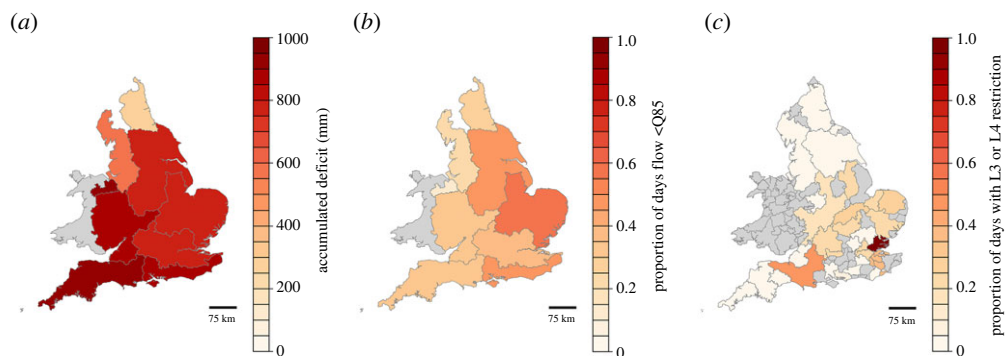 (a)
1000
800
600
400
200
0
accumulated deficit (mm)
75 km
(b)
1.0
0.8
0.6
0.4
0.2
0
proportion of days flow <Q85
75 km
(c)
1.0
0.8
0.6
0.4
0.2
0
proportion of days with L3 or L4 restriction
75 km